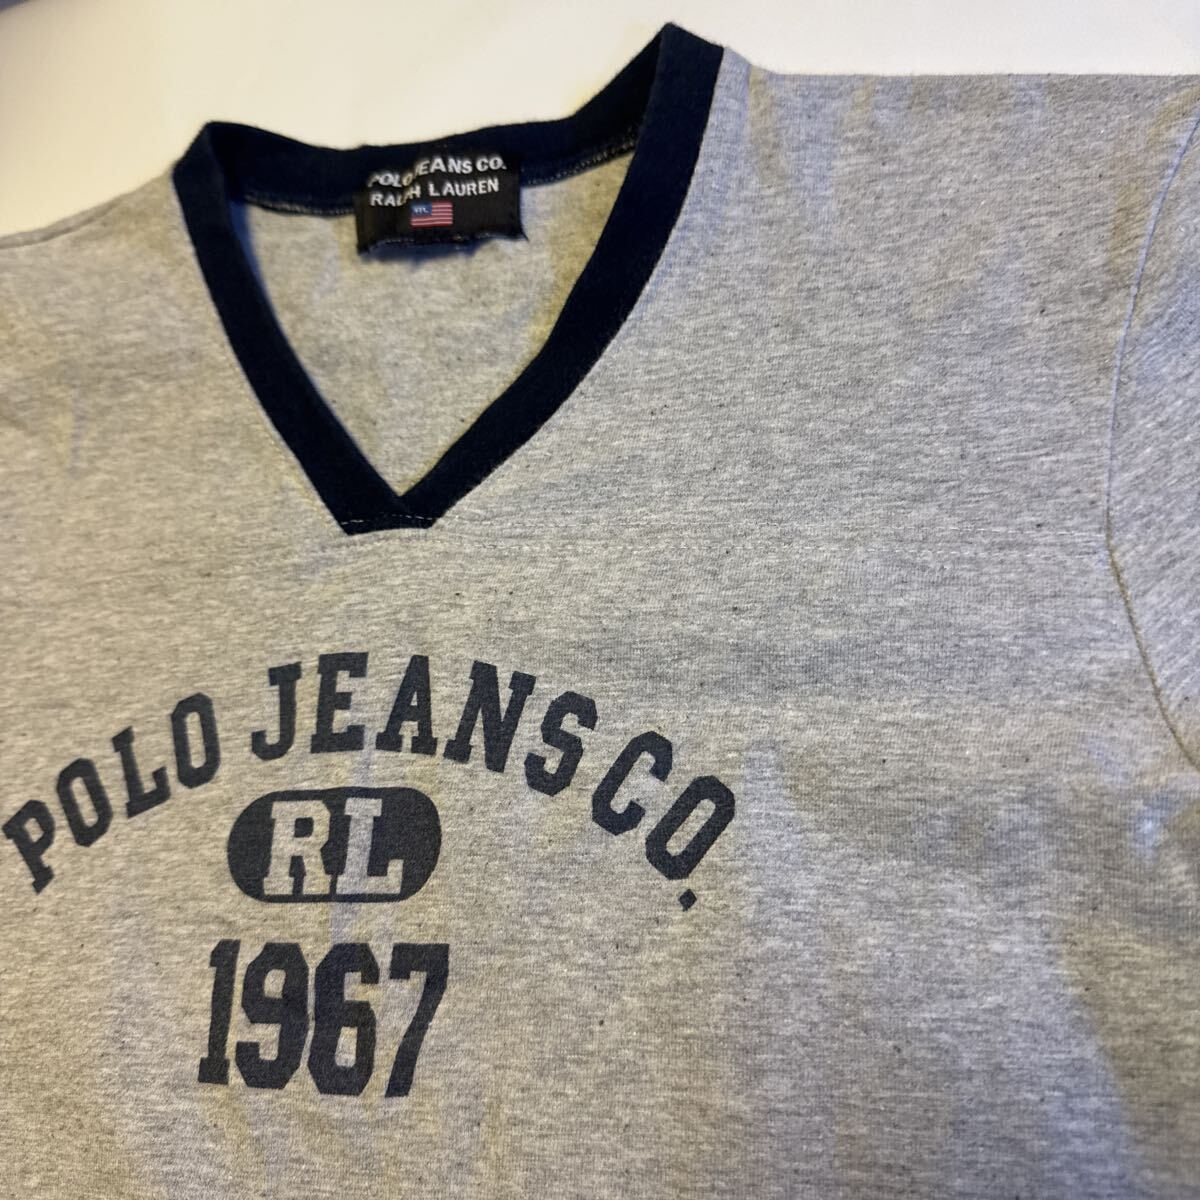 POLO JEANS CO.
RALPH LAUREN
POLO JEANS CO.
RL
1967